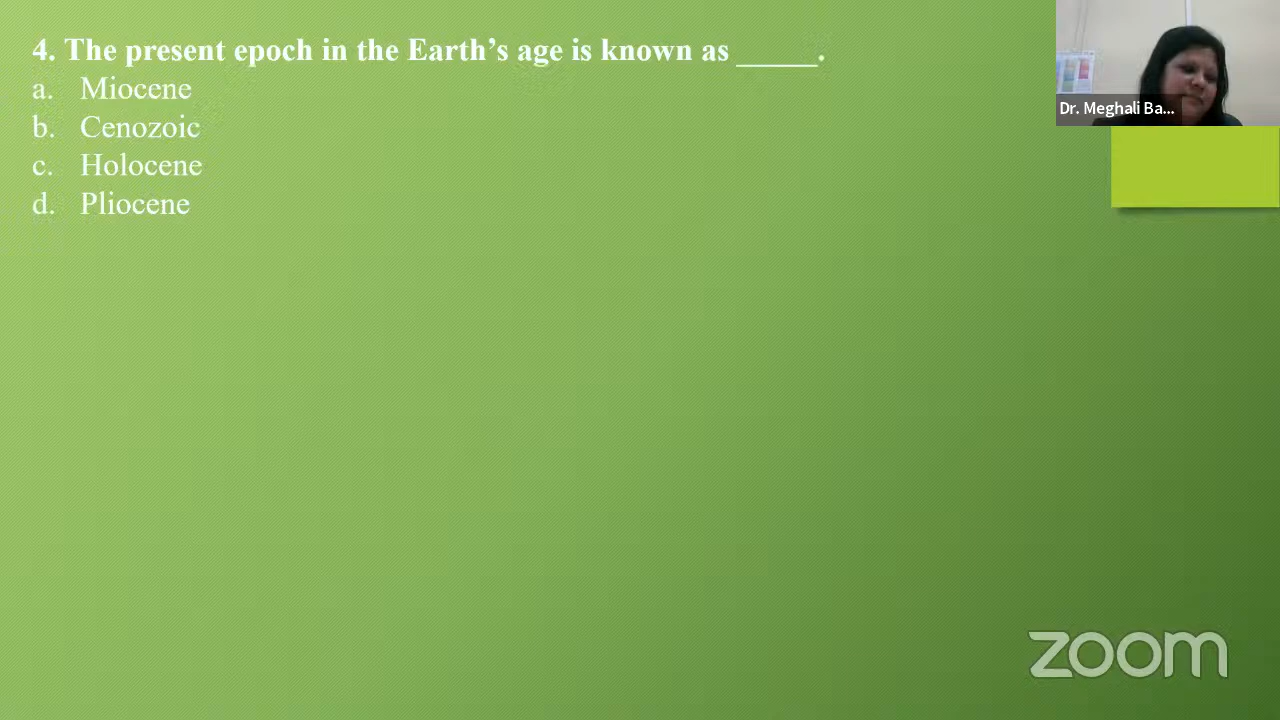 4. The present epoch in the Earth’s age is known as _____.
a. Miocene
b. Cenozoic
c. Holocene
d. Pliocene
Dr. Meghali Ba...
zoom